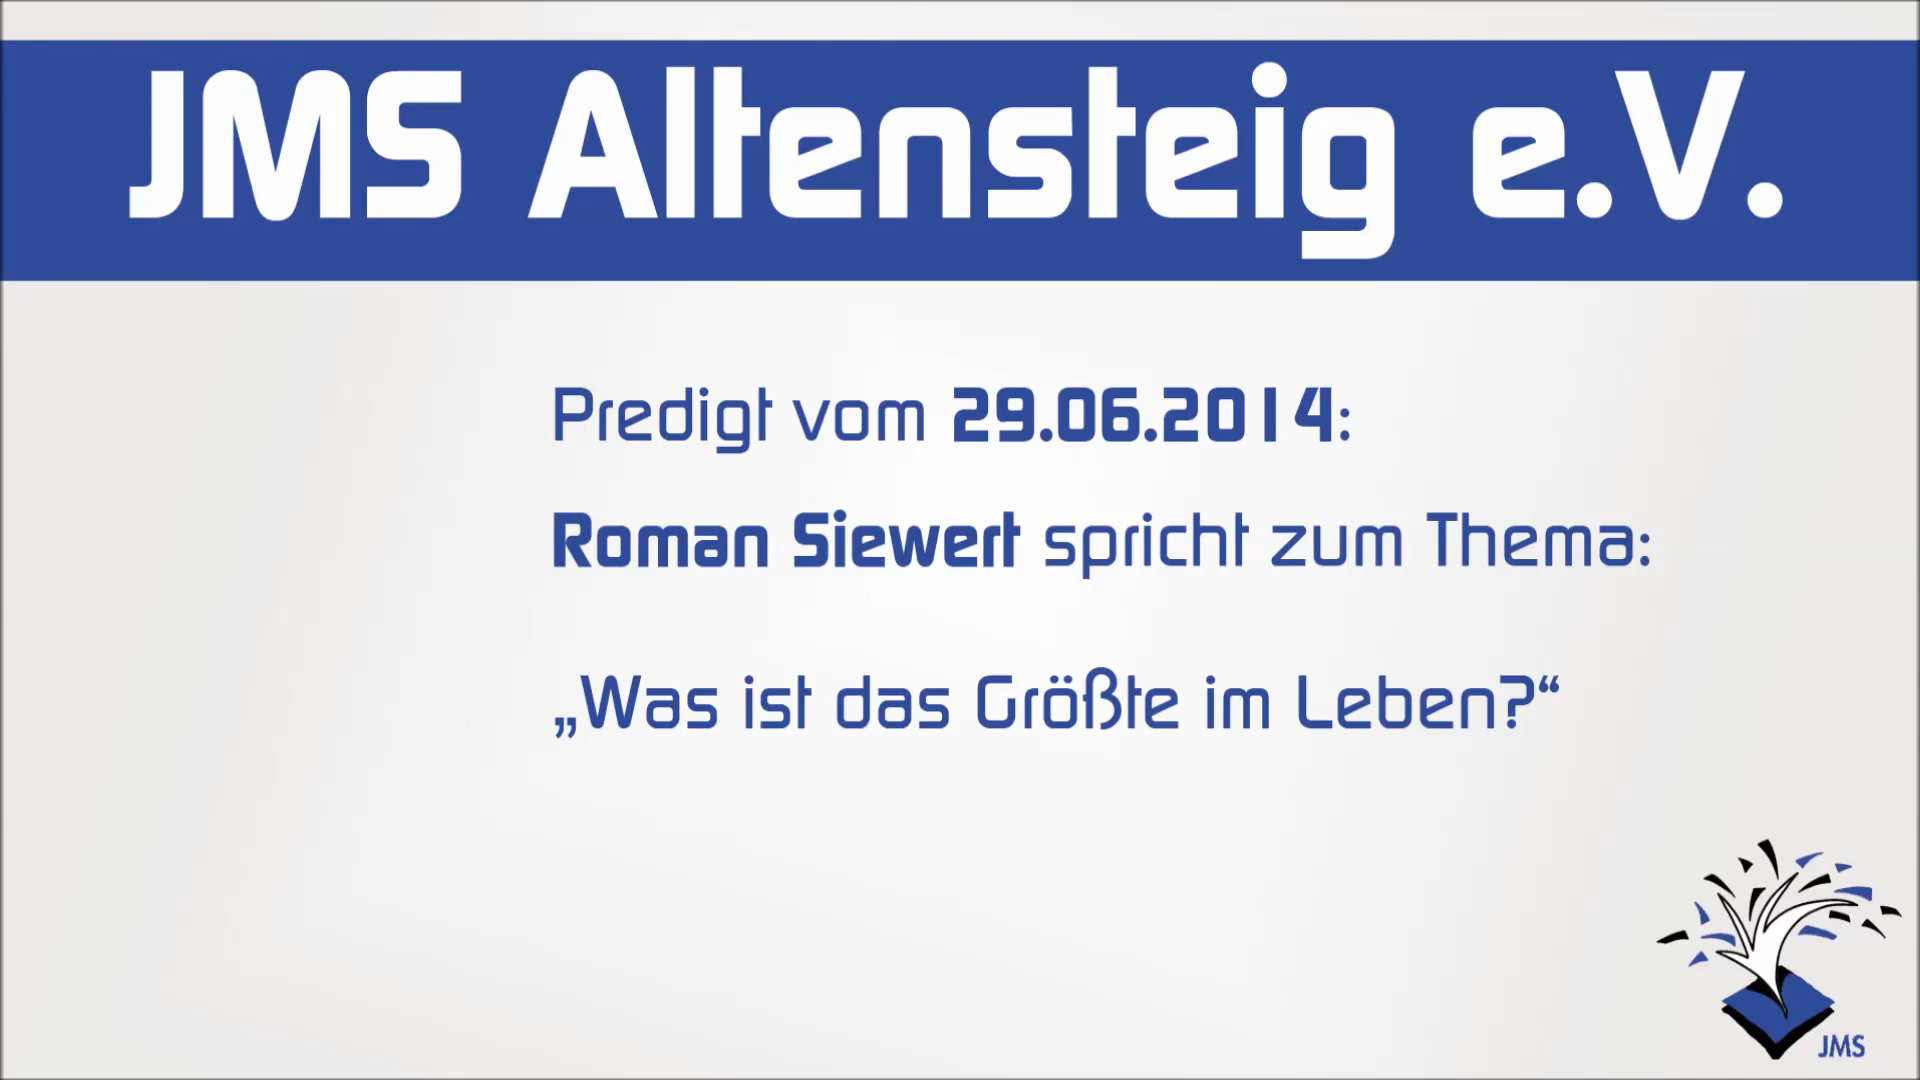 JMS Altensteig e.V.
Predigt vom 29.06.2014:
Roman Siewert spricht zum Thema:
„Was ist das Größte im Leben?“
JMS